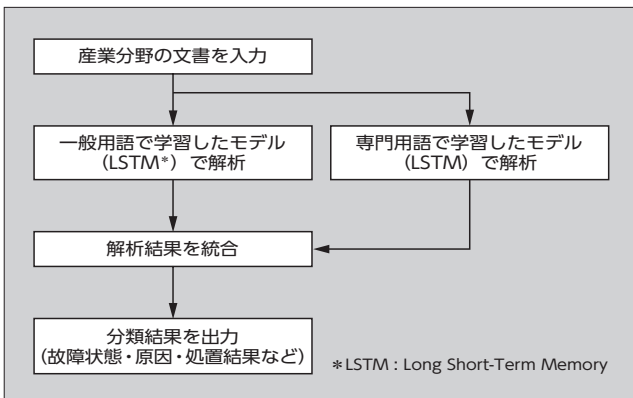 産業分野の文書を入力
一般用語で学習したモデル
(LSTM*)で解析
専門用語で学習したモデル
(LSTM)で解析
解析結果を統合
分類結果を出力
(故障状態・原因・処置結果など)
*LSTM : Long Short-Term Memory